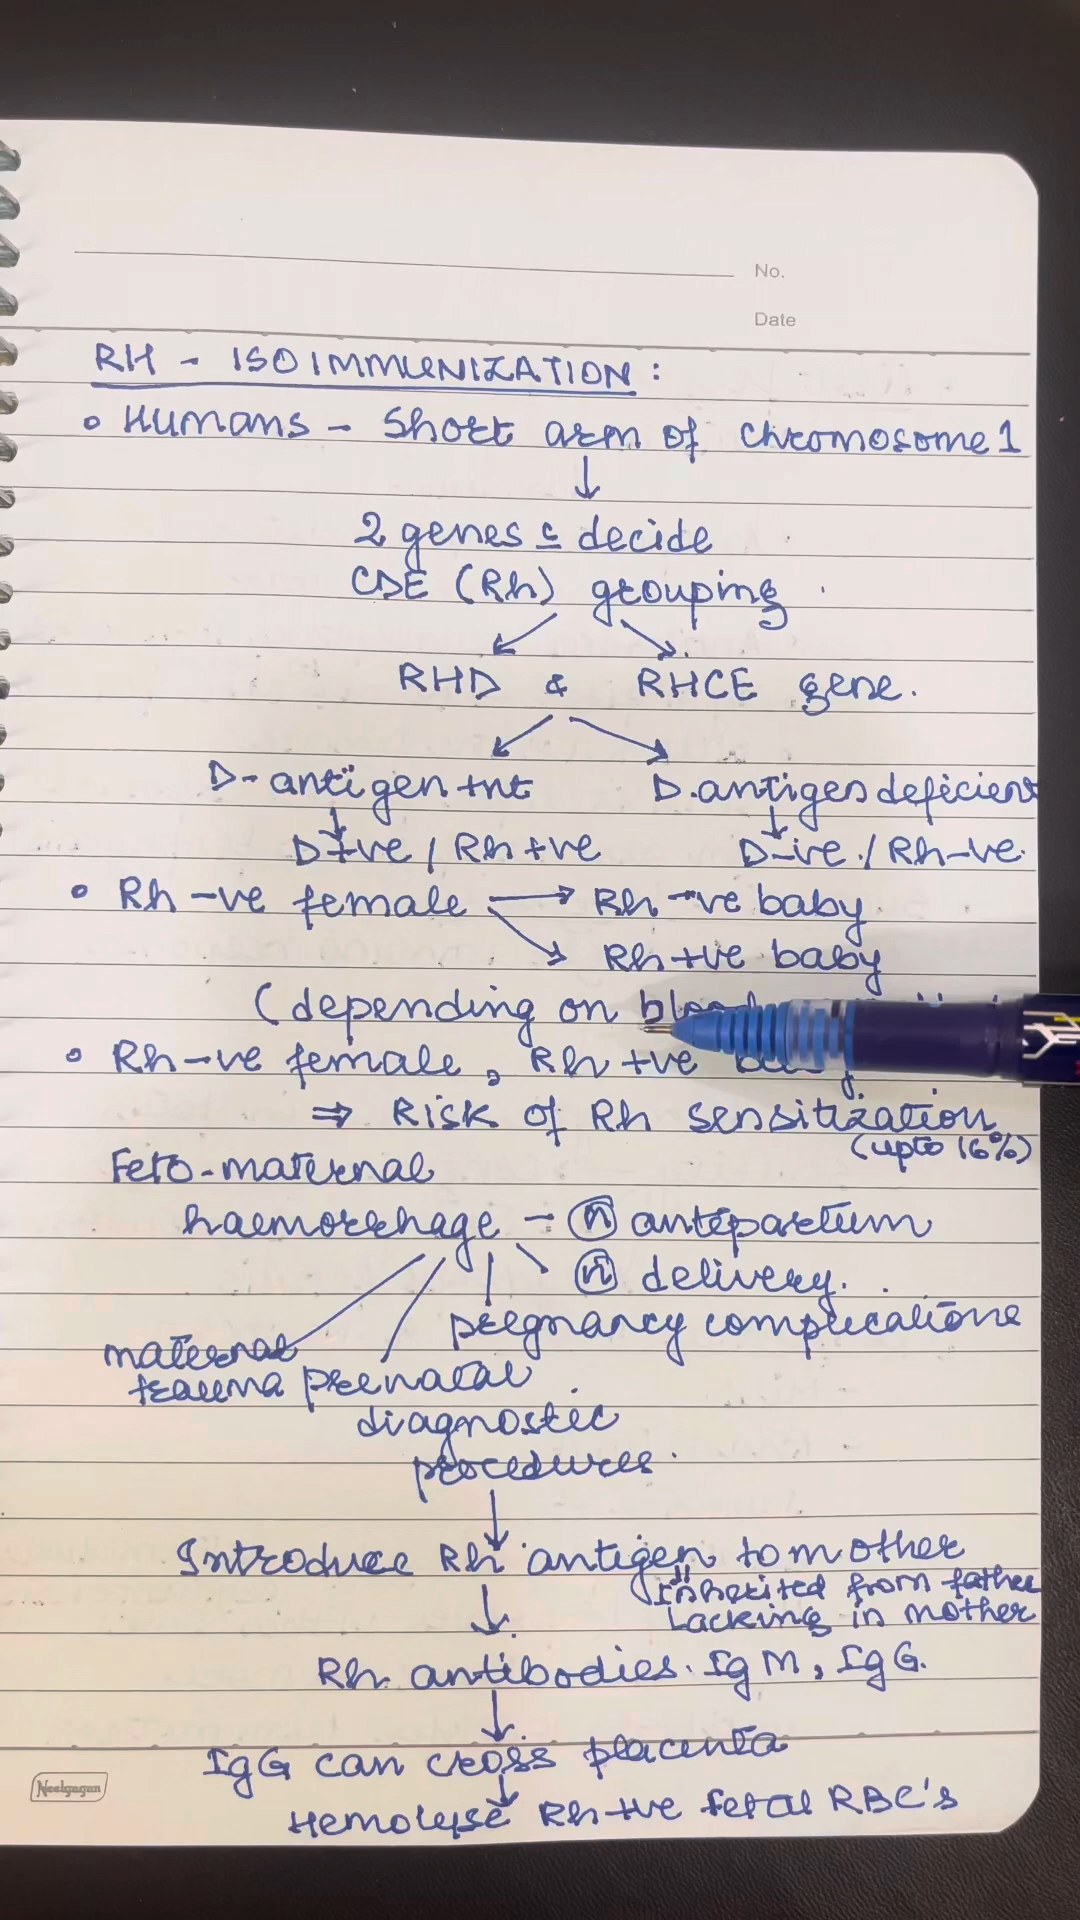 No.
Date
RH - ISOIMMUNIZATION :
• Humans - Short arm of chromosome 1
↓
2 genes c̄ decide
CDE (Rh) grouping
RHD & RHCE gene.
D-antigen +nt D. antigen deficient
D+ve / Rh +ve D-ve / Rh-ve.
• Rh -ve female → Rh -ve baby
Rh +ve baby
(depending on
• Rh -ve female, Rh +ve
⇒ Risk of Rh sensitization
(upto 16%)
Feto-maternal
haemorrhage - ⓝ antepartum
ⓝ delivery.
pregnancy complications
maternal
trauma prenatal
diagnostic
procedures.
↓
Introduce Rh antigen to mother
Inherited from father
Lacking in mother
↓
Rh antibodies. IgM, IgG.
↓
IgG can cross placenta
↓
Hemolyse Rh +ve fetal RBC's
Neelgagan